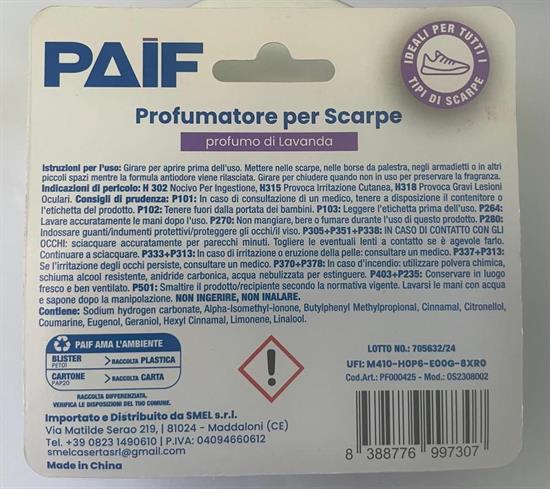 PAIF
IDEALI PER TUTTI I TIPI DI SCARPE
Profumatore per Scarpe
profumo di Lavanda
Istruzioni per l'uso: Girare per aprire prima dell'uso. Mettere nelle scarpe, nelle borse da palestra, negli armadietti o in altri
piccoli spazi mentre la formula antiodore viene rilasciata. Girare per chiudere quando non in uso per preservare la fragranza.
Indicazioni di pericolo: H 302 Nocivo Per Ingestione, H315 Provoca Irritazione Cutanea, H318 Provoca Gravi Lesioni
Oculari. Consigli di prudenza: P101: In caso di consultazione di un medico, tenere a disposizione il contenitore o
l'etichetta del prodotto. P102: Tenere fuori dalla portata dei bambini. P103: Leggere l'etichetta prima dell'uso. P264:
Lavare accuratamente le mani dopo l'uso. P270: Non mangiare, bere o fumare durante l'uso di questo prodotto. P280:
Indossare guanti/indumenti protettivi/proteggere gli occhi/il viso. P305+P351+P338: IN CASO DI CONTATTO CON GLI
OCCHI: sciacquare accuratamente per parecchi minuti. Togliere le eventuali lenti a contatto se è agevole farlo.
Continuare a sciacquare. P333+P313: In caso di irritazione o eruzione della pelle: consultare un medico. P337+P313:
Se l'irritazione degli occhi persiste, consultare un medico. P370+P378: In caso d'incendio: utilizzare polvere chimica,
schiuma alcool resistente, anidride carbonica, acqua nebulizzata per estinguere. P403+P235: Conservare in luogo
fresco e ben ventilato. P501: Smaltire il prodotto/recipiente secondo la normativa vigente. Lavarsi le mani con acqua
e sapone dopo la manipolazione. NON INGERIRE, NON INALARE.
Contiene: Sodium hydrogen carbonate, Alpha-Isomethyl-ionone, Butylphenyl Methylpropional, Cinnamal, Citronellol,
Coumarine, Eugenol, Geraniol, Hexyl Cinnamal, Limonene, Linalool.
PAIF AMA L'AMBIENTE
BLISTER
PET01
RACCOLTA PLASTICA
CARTONE
PAP20
RACCOLTA CARTA
RACCOLTA DIFFERENZIATA.
VERIFICA LE DISPOSIZIONI DEL TUO COMUNE.
LOTTO NO.: 705632/24
UFI: M410-H0P6-E00G-8XR0
Cod.Art.: PF000425 - Mod.: OS2308002
Importato e Distribuito da SMEL s.r.l.
Via Matilde Serao 219, | 81024 - Maddaloni (CE)
Tel. +39 0823 1490610 | P.IVA: 04094660612
smelcasertasrl@gmail.com
Made in China
8 388776 997307